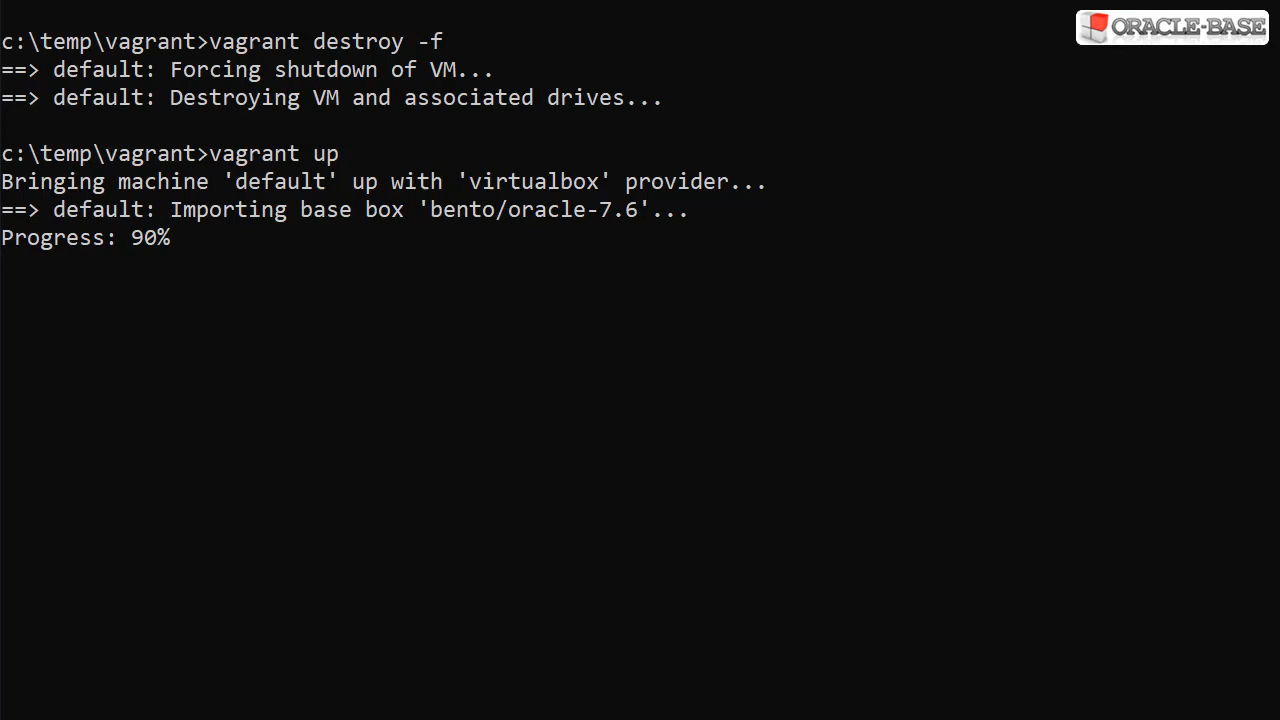 ORACLE-BASE
c:\temp\vagrant>vagrant destroy -f
==> default: Forcing shutdown of VM...
==> default: Destroying VM and associated drives...
c:\temp\vagrant>vagrant up
Bringing machine 'default' up with 'virtualbox' provider...
==> default: Importing base box 'bento/oracle-7.6'...
Progress: 90%